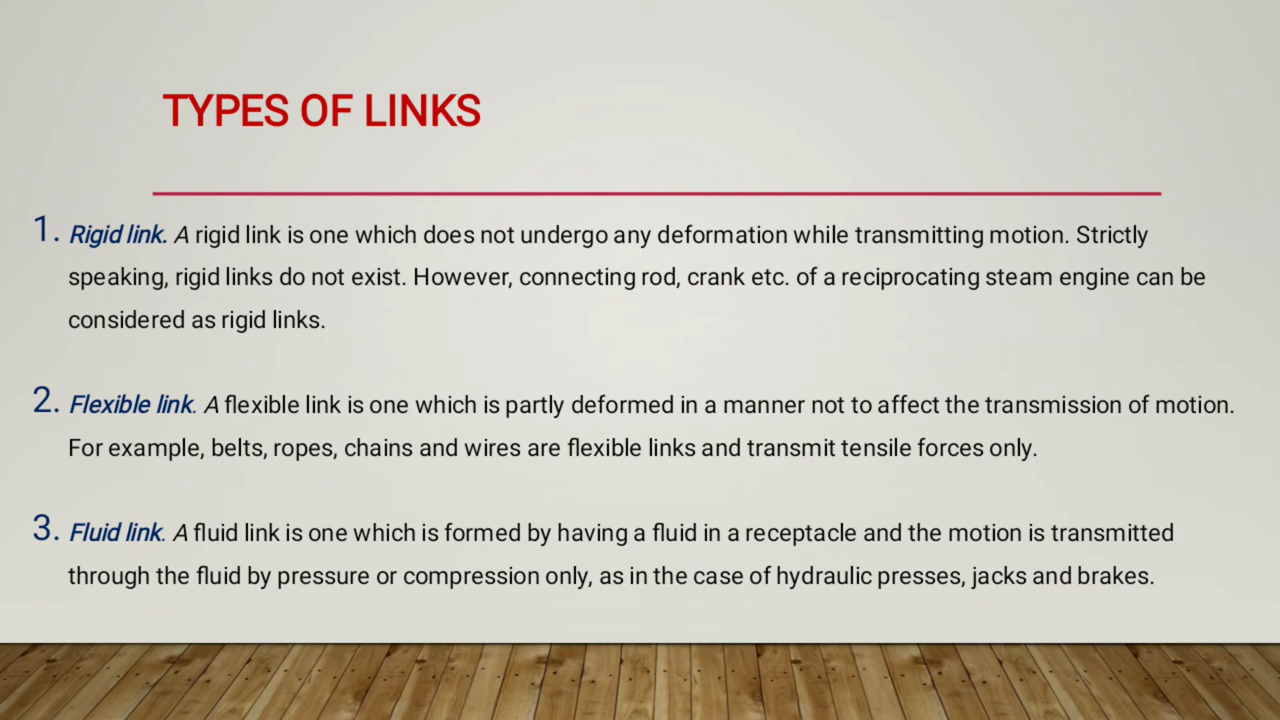 TYPES OF LINKS
1. Rigid link. A rigid link is one which does not undergo any deformation while transmitting motion. Strictly
speaking, rigid links do not exist. However, connecting rod, crank etc. of a reciprocating steam engine can be
considered as rigid links.
2. Flexible link. A flexible link is one which is partly deformed in a manner not to affect the transmission of motion.
For example, belts, ropes, chains and wires are flexible links and transmit tensile forces only.
3. Fluid link. A fluid link is one which is formed by having a fluid in a receptacle and the motion is transmitted
through the fluid by pressure or compression only, as in the case of hydraulic presses, jacks and brakes.